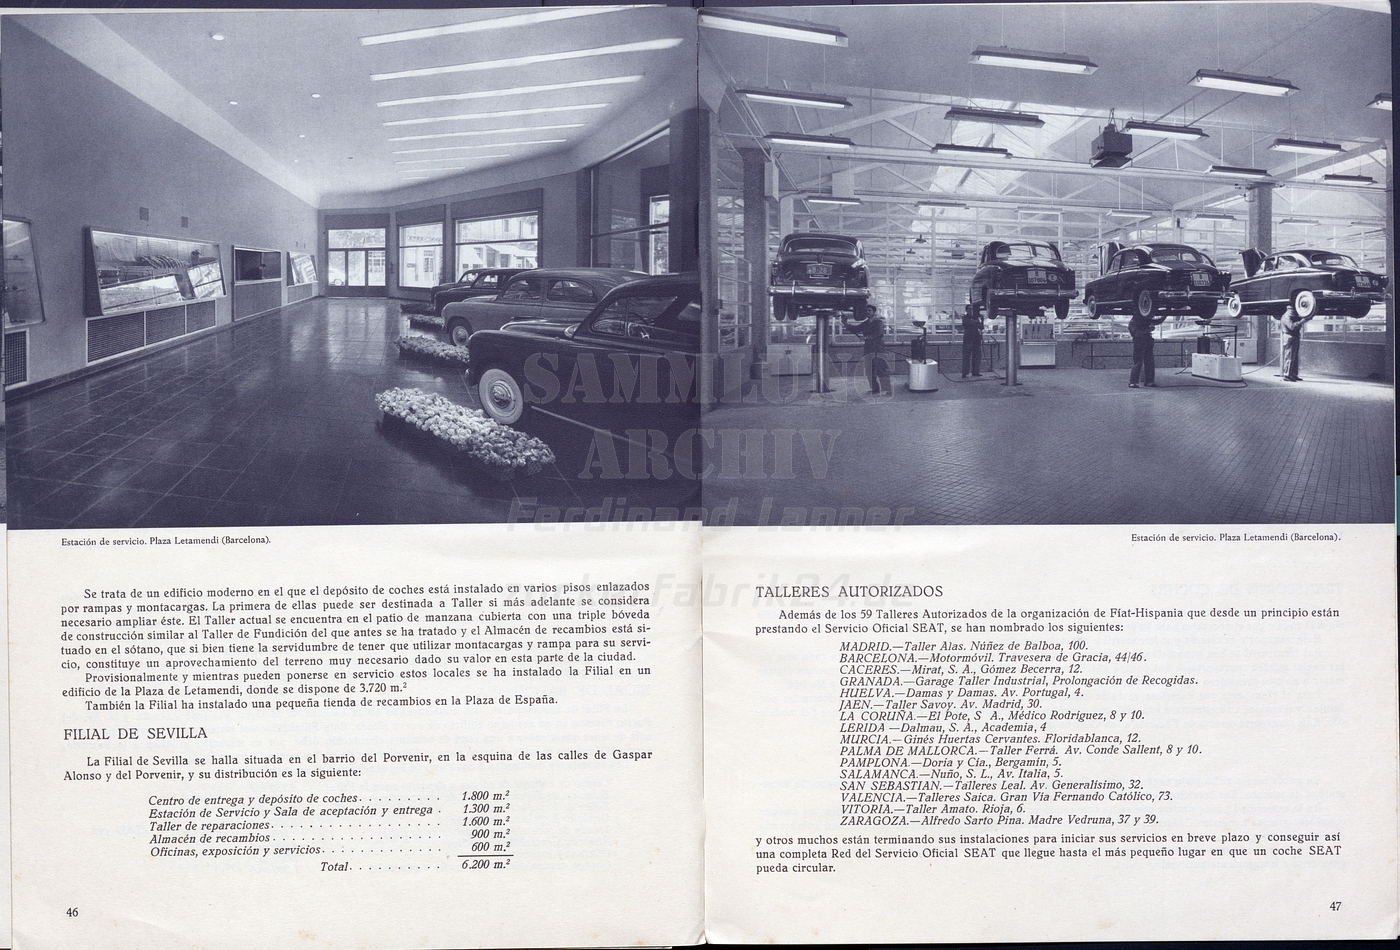 SAMMLUNG
ARCHIV
Ferdinand Lanner
Estación de servicio. Plaza Letamendi (Barcelona).
Se trata de un edificio moderno en el que el depósito de coches está instalado en varios pisos enlazados
por rampas y montacargas. La primera de ellas puede ser destinada a Taller si más adelante se considera
necesario ampliar éste. El Taller actual se encuentra en el patio de manzana cubierta con una triple bóveda
de construcción similar al Taller de Fundición del que antes se ha tratado y el Almacén de recambios está si-
tuado en el sótano, que si bien tiene la servidumbre de tener que utilizar montacargas y rampa para su servi-
cio, constituye un aprovechamiento del terreno muy necesario dado su valor en esta parte de la ciudad.
Provisionalmente y mientras pueden ponerse en servicio estos locales se ha instalado la Filial en un
edificio de la Plaza de Letamendi, donde se dispone de 3.720 m.²
También la Filial ha instalado una pequeña tienda de recambios en la Plaza de España.
FILIAL DE SEVILLA
La Filial de Sevilla se halla situada en el barrio del Porvenir, en la esquina de las calles de Gaspar
Alonso y del Porvenir, y su distribución es la siguiente:
Centro de entrega y depósito de coches . . . . . . . . . 1.800 m.²
Estación de Servicio y Sala de aceptación y entrega . 1.300 m.²
Taller de reparaciones . . . . . . . . . . . . . . . . . . 1.600 m.²
Almacén de recambios . . . . . . . . . . . . . . . . . . 900 m.²
Oficinas, exposición y servicios . . . . . . . . . . . . . 600 m.²
Total . . . . . . . . . . 6.200 m.²
46
Estación de servicio. Plaza Letamendi (Barcelona).
TALLERES AUTORIZADOS
Además de los 59 Talleres Autorizados de la organización de Fiat-Hispania que desde un principio están
prestando el Servicio Oficial SEAT, se han nombrado los siguientes:
MADRID.—Taller Alas. Núñez de Balboa, 100.
BARCELONA.—Motormóvil. Travesera de Gracia, 44/46.
CACERES.—Mirat, S. A., Gómez Becerra, 12.
GRANADA.—Garage Taller Industrial, Prolongación de Recogidas.
HUELVA.—Damas y Damas. Av. Portugal, 4.
JAEN.—Taller Savoy. Av. Madrid, 30.
LA CORUÑA.—El Pote, S A., Médico Rodríguez, 8 y 10.
LERIDA —Dalmau, S. A., Academia, 4
MURCIA.—Ginés Huertas Cervantes. Floridablanca, 12.
PALMA DE MALLORCA.—Taller Ferrá. Av. Conde Sallent, 8 y 10.
PAMPLONA.—Doria y Cía., Bergamín, 5.
SALAMANCA.—Nuño, S. L., Av. Italia, 5.
SAN SEBASTIAN.—Talleres Leal. Av. Generalísimo, 32.
VALENCIA.—Talleres Saica. Gran Vía Fernando Católico, 73.
VITORIA.—Taller Amato. Rioja, 6.
ZARAGOZA.—Alfredo Sarto Pina. Madre Vedruna, 37 y 39.
y otros muchos están terminando sus instalaciones para iniciar sus servicios en breve plazo y conseguir así
una completa Red del Servicio Oficial SEAT que llegue hasta el más pequeño lugar en que un coche SEAT
pueda circular.
47